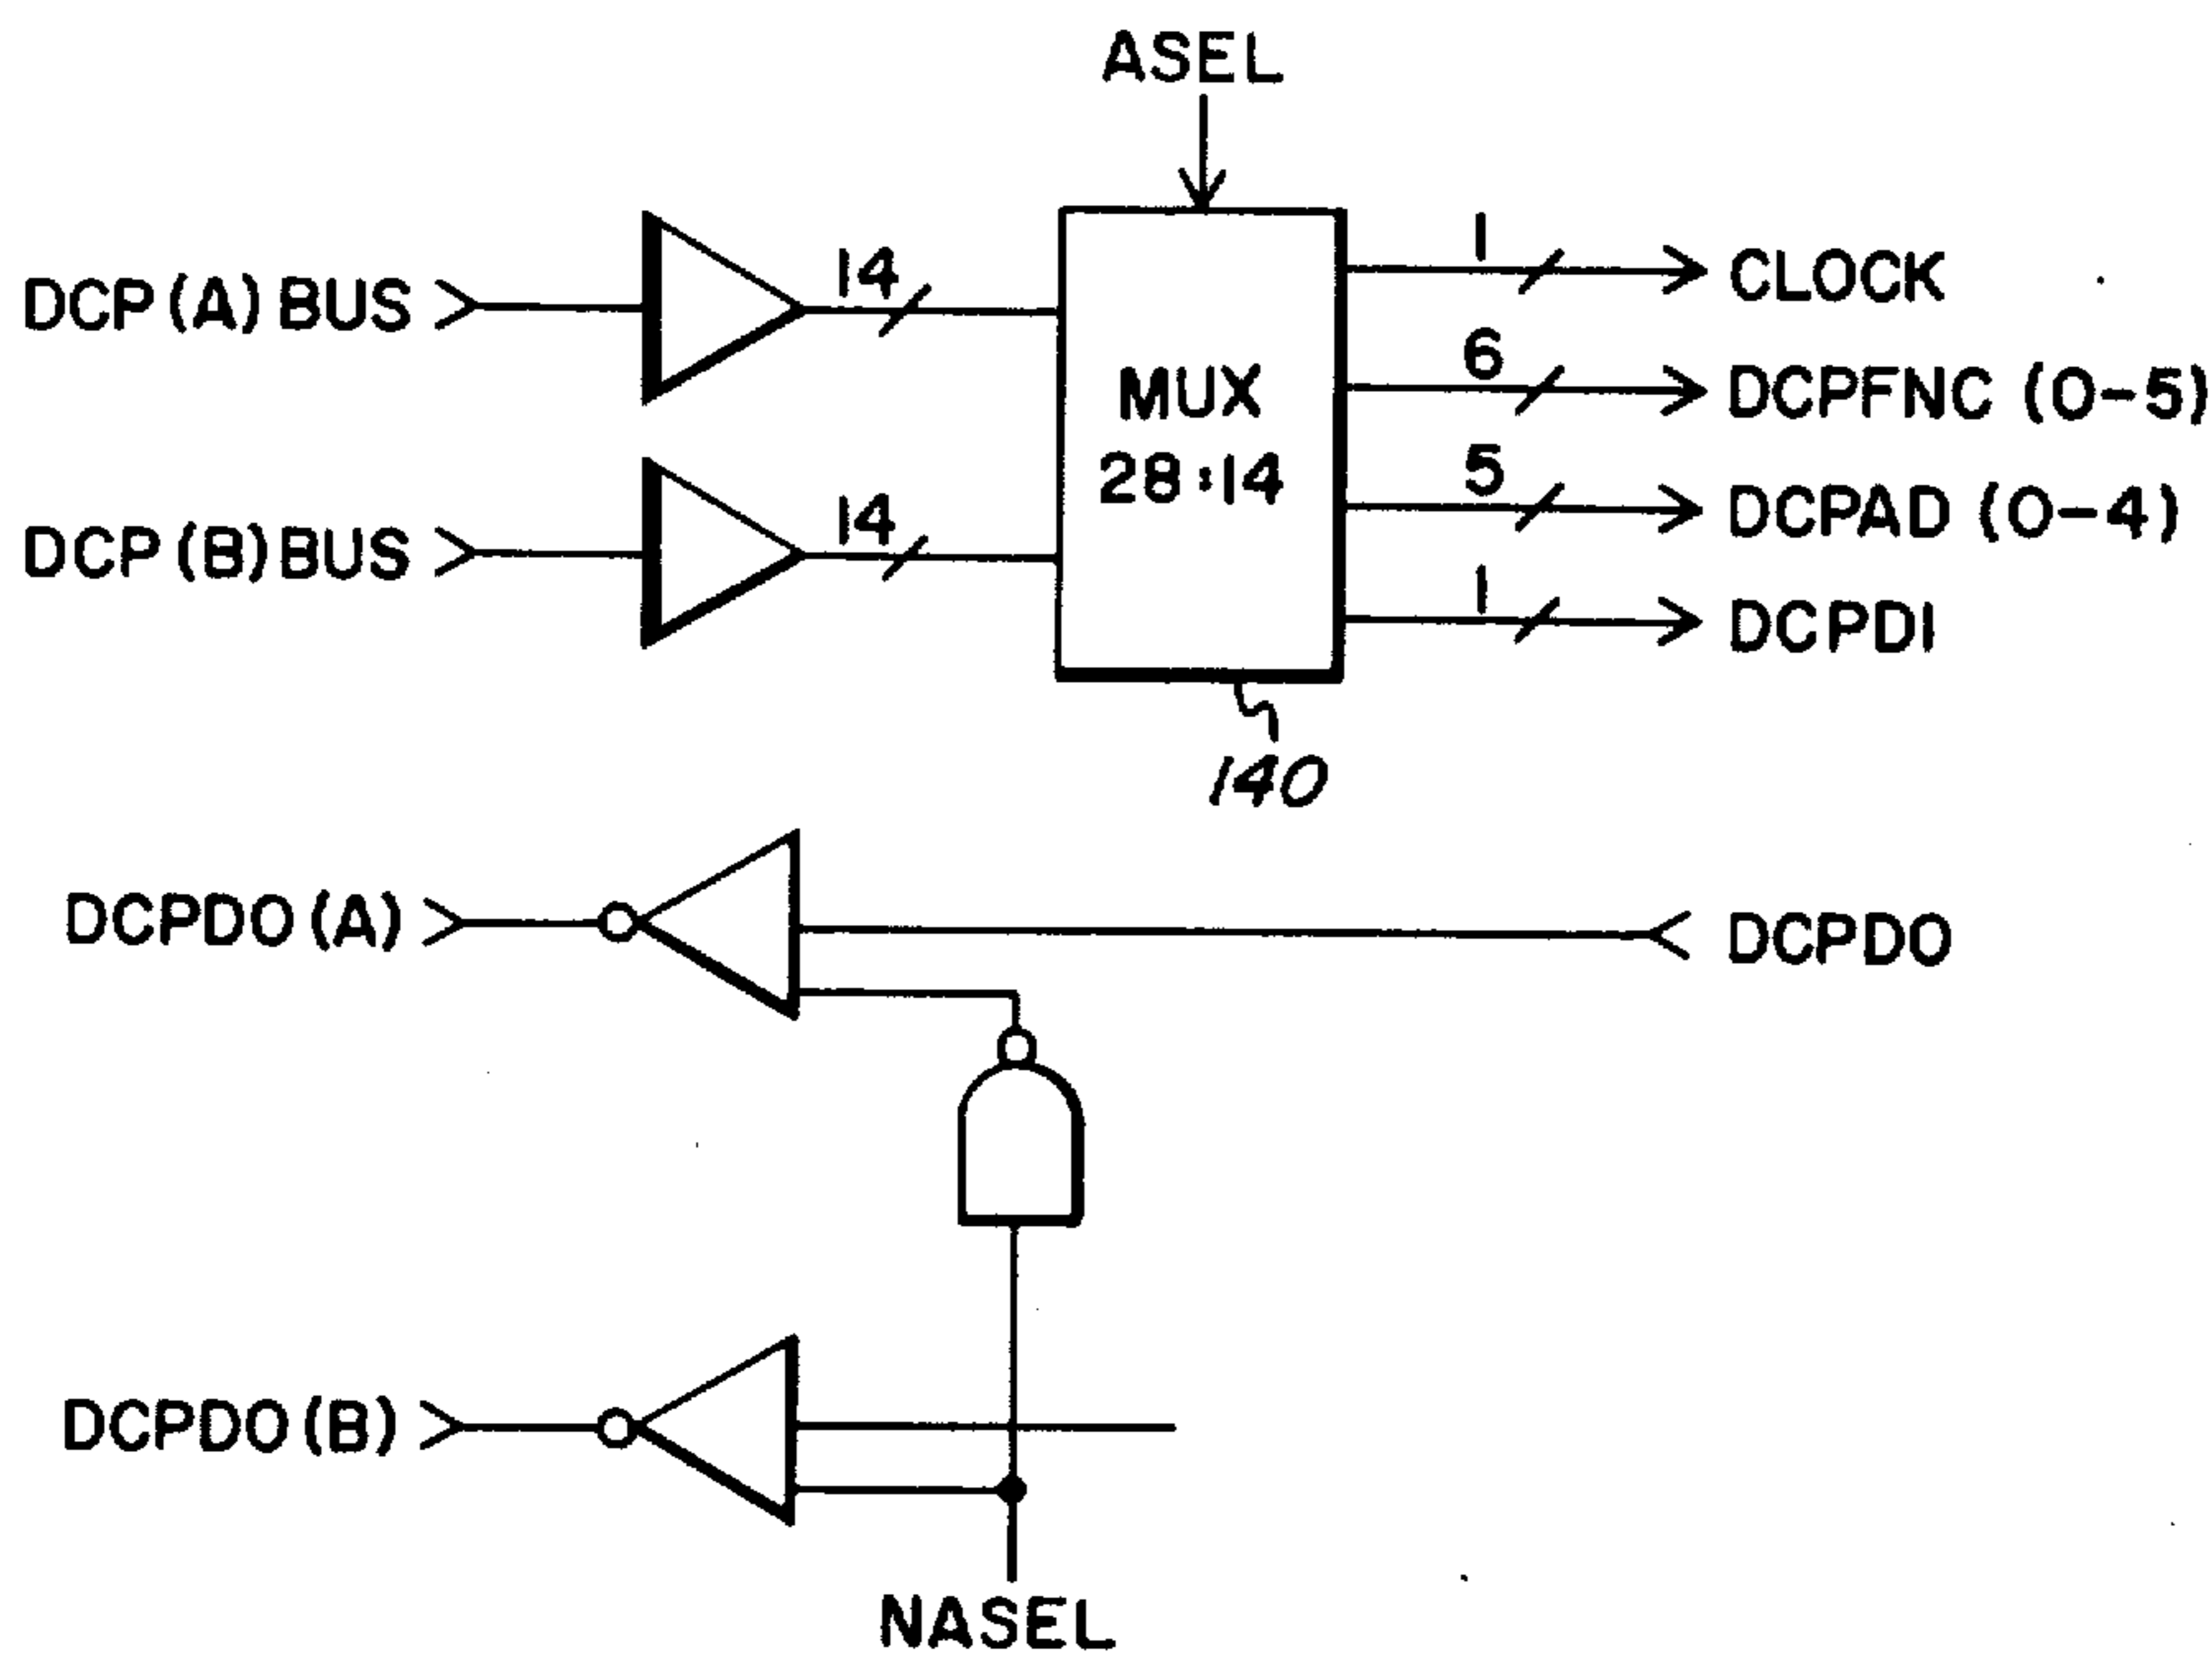 ASEL
DCP(A)BUS
14
1
CLOCK
6
DCPFNC (0-5)
MUX
28:14
DCP(B)BUS
14
5
DCPAD (0-4)
1
DCPDI
140
DCPDO(A)
DCPDO
DCPDO(B)
NASEL